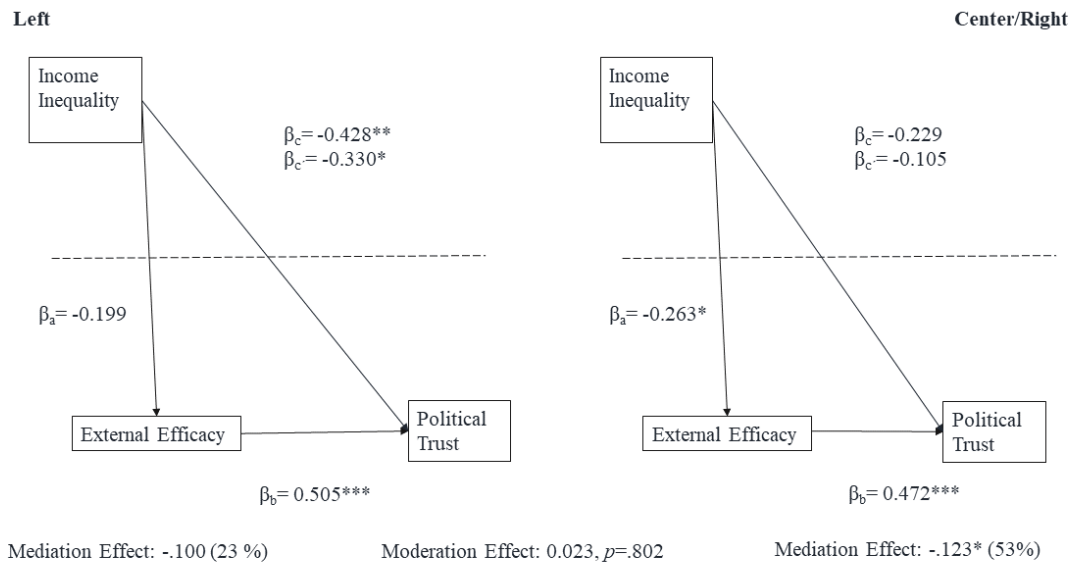 Left
Center/Right
Income
Inequality
βc= -0.428**
βc'= -0.330*
βa= -0.199
External Efficacy
Political
Trust
βb= 0.505***
Income
Inequality
βc= -0.229
βc'= -0.105
βa= -0.263*
External Efficacy
Political
Trust
βb= 0.472***
Mediation Effect: -.100 (23 %)
Moderation Effect: 0.023, p=.802
Mediation Effect: -.123* (53%)